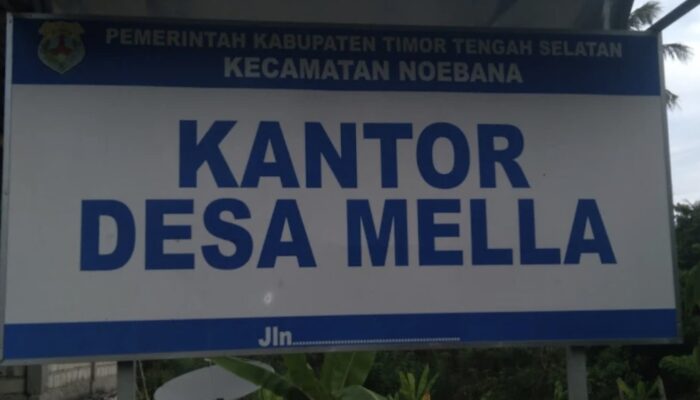 PEMERINTAH KABUPATEN TIMOR TENGAH SELATAN
KECAMATAN NOEBANA
KANTOR
DESA MELLA
Jln...............................................